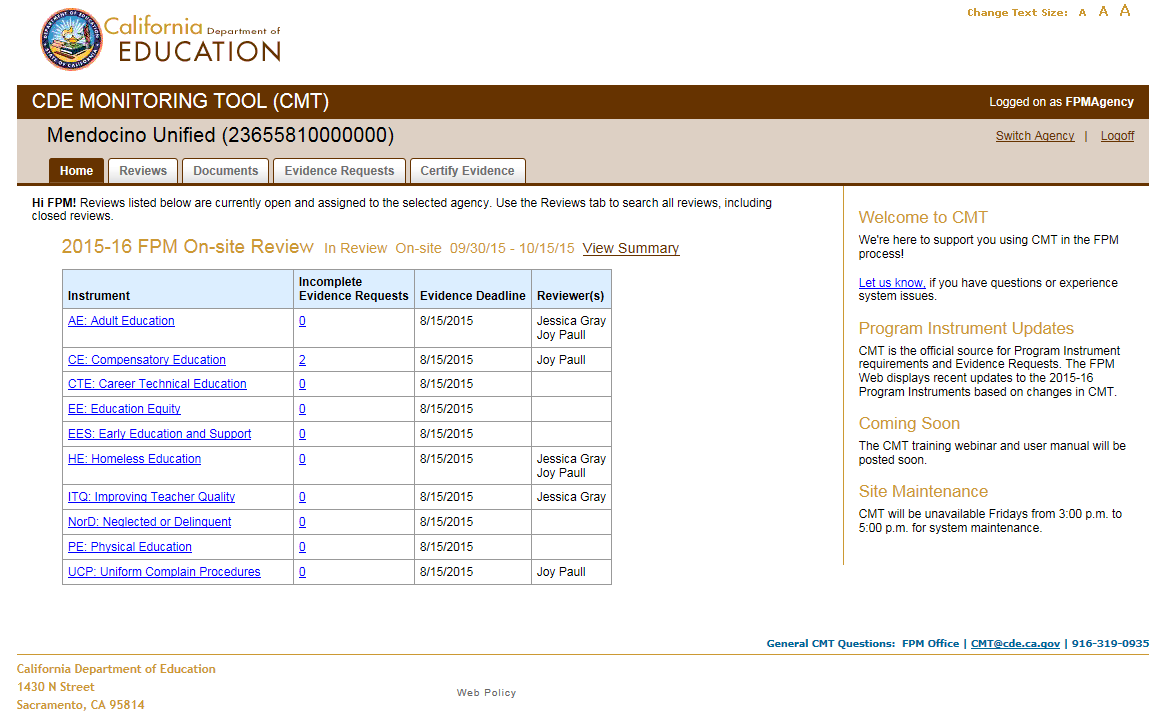 Change Text Size: A A A
California Department of
EDUCATION
CDE MONITORING TOOL (CMT)
Logged on as FPMAgency
Mendocino Unified (23655810000000)
Switch Agency | Logoff
Home Reviews Documents Evidence Requests Certify Evidence
Hi FPM! Reviews listed below are currently open and assigned to the selected agency. Use the Reviews tab to search all reviews, including
closed reviews.
2015-16 FPM On-site Review In Review On-site 09/30/15 - 10/15/15 View Summary
Instrument Incomplete Evidence Requests Evidence Deadline Reviewer(s)
AE: Adult Education 0 8/15/2015 Jessica Gray
Joy Paull
CE: Compensatory Education 2 8/15/2015 Joy Paull
CTE: Career Technical Education 0 8/15/2015
EE: Education Equity 0 8/15/2015
EES: Early Education and Support 0 8/15/2015
HE: Homeless Education 0 8/15/2015 Jessica Gray
Joy Paull
ITQ: Improving Teacher Quality 0 8/15/2015 Jessica Gray
NorD: Neglected or Delinquent 0 8/15/2015
PE: Physical Education 0 8/15/2015
UCP: Uniform Complain Procedures 0 8/15/2015 Joy Paull
Welcome to CMT
We're here to support you using CMT in the FPM
process!
Let us know, if you have questions or experience
system issues.
Program Instrument Updates
CMT is the official source for Program Instrument
requirements and Evidence Requests. The FPM
Web displays recent updates to the 2015-16
Program Instruments based on changes in CMT.
Coming Soon
The CMT training webinar and user manual will be
posted soon.
Site Maintenance
CMT will be unavailable Fridays from 3:00 p.m. to
5:00 p.m. for system maintenance.
General CMT Questions: FPM Office | CMT@cde.ca.gov | 916-319-0935
California Department of Education
1430 N Street
Sacramento, CA 95814
Web Policy